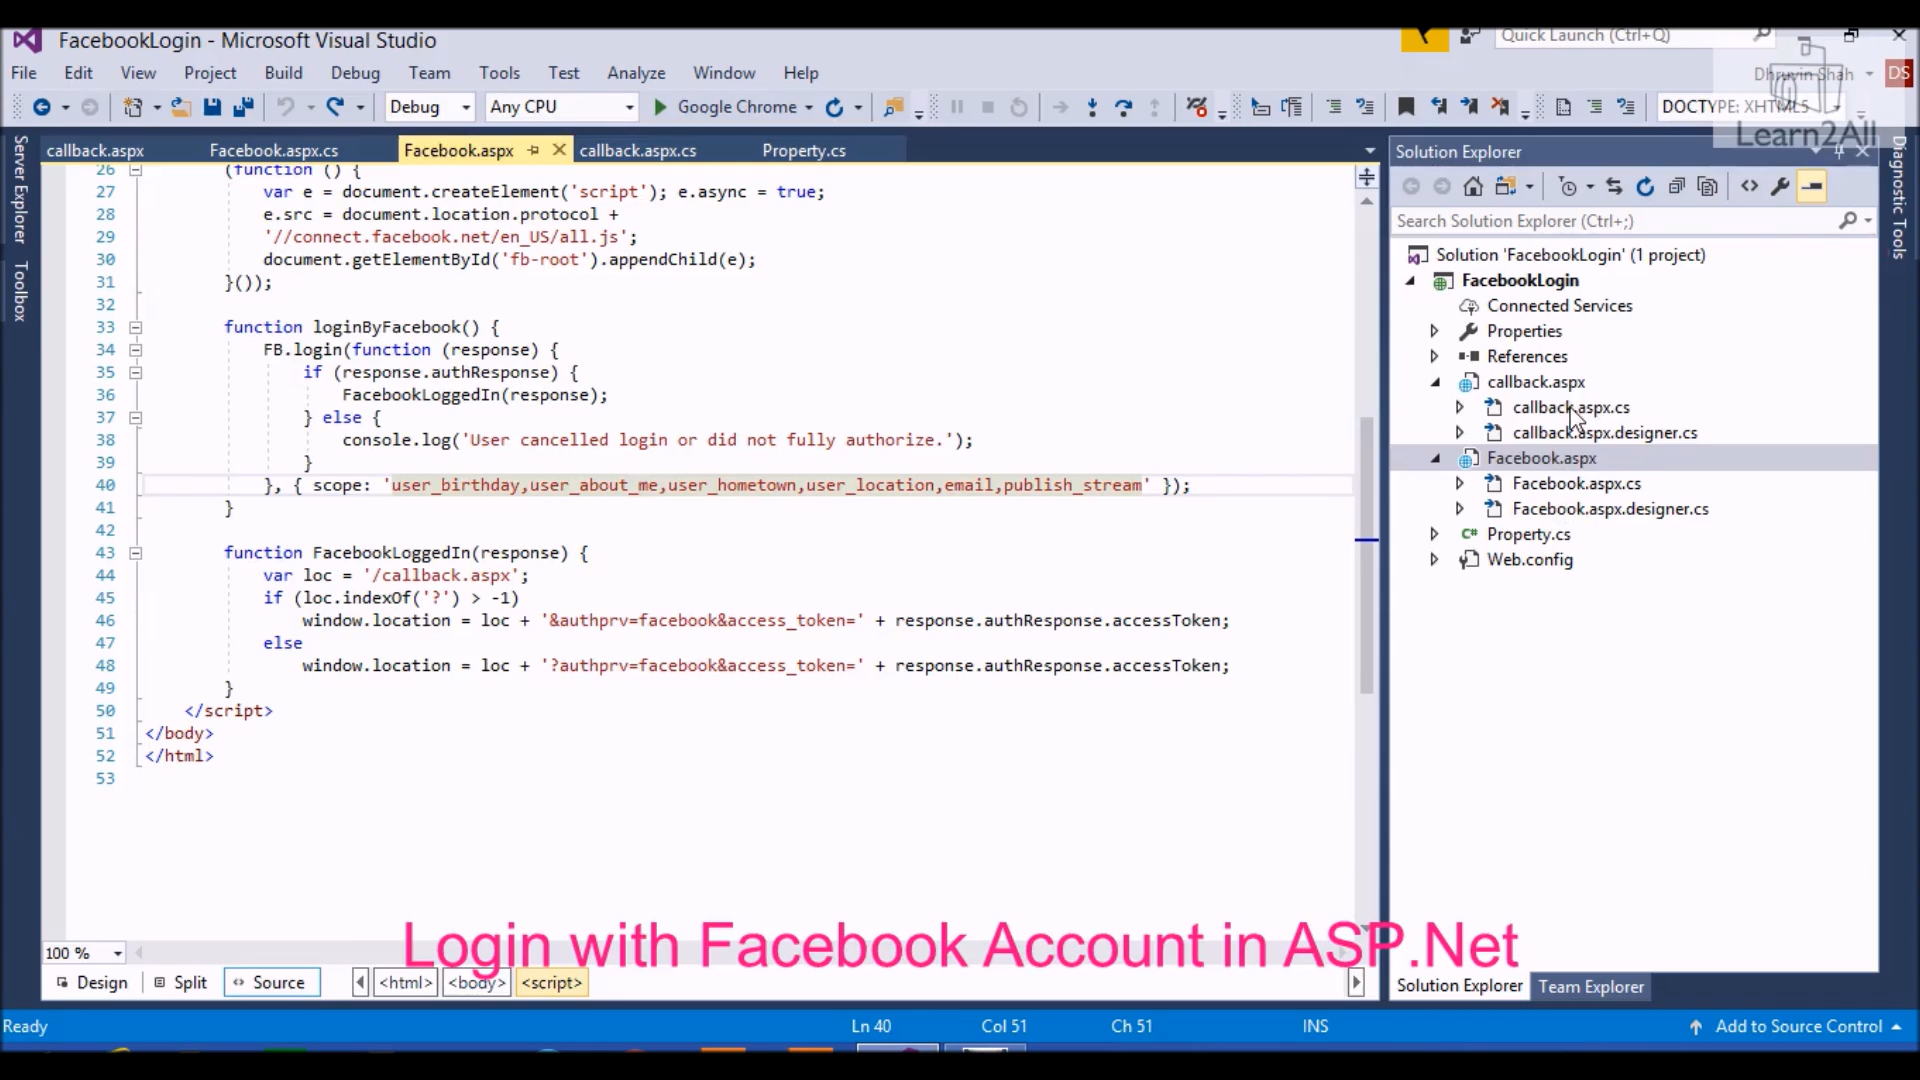 FacebookLogin - Microsoft Visual Studio
Quick Launch (Ctrl+Q)
File Edit View Project Build Debug Team Tools Test Analyze Window Help
Dhruvin Shah DS
Debug Any CPU Google Chrome DOCTYPE: XHTML5
Learn2All
Server Explorer
Toolbox
callback.aspx Facebook.aspx.cs Facebook.aspx callback.aspx.cs Property.cs
26 (function () {
27 var e = document.createElement('script'); e.async = true;
28 e.src = document.location.protocol +
29 '//connect.facebook.net/en_US/all.js';
30 document.getElementById('fb-root').appendChild(e);
31 }());
32
33 function loginByFacebook() {
34 FB.login(function (response) {
35 if (response.authResponse) {
36 FacebookLoggedIn(response);
37 } else {
38 console.log('User cancelled login or did not fully authorize.');
39 }
40 }, { scope: 'user_birthday,user_about_me,user_hometown,user_location,email,publish_stream' });
41 }
42
43 function FacebookLoggedIn(response) {
44 var loc = '/callback.aspx';
45 if (loc.indexOf('?') > -1)
46 window.location = loc + '&authprv=facebook&access_token=' + response.authResponse.accessToken;
47 else
48 window.location = loc + '?authprv=facebook&access_token=' + response.authResponse.accessToken;
49 }
50 </script>
51 </body>
52 </html>
53
Solution Explorer
Search Solution Explorer (Ctrl+;)
Solution 'FacebookLogin' (1 project)
FacebookLogin
Connected Services
Properties
References
callback.aspx
callback.aspx.cs
callback.aspx.designer.cs
Facebook.aspx
Facebook.aspx.cs
Facebook.aspx.designer.cs
Property.cs
Web.config
Diagnostic Tools
Login with Facebook Account in ASP.Net
100 %
Design Split Source <html> <body> <script>
Solution Explorer Team Explorer
Ready Ln 40 Col 51 Ch 51 INS Add to Source Control